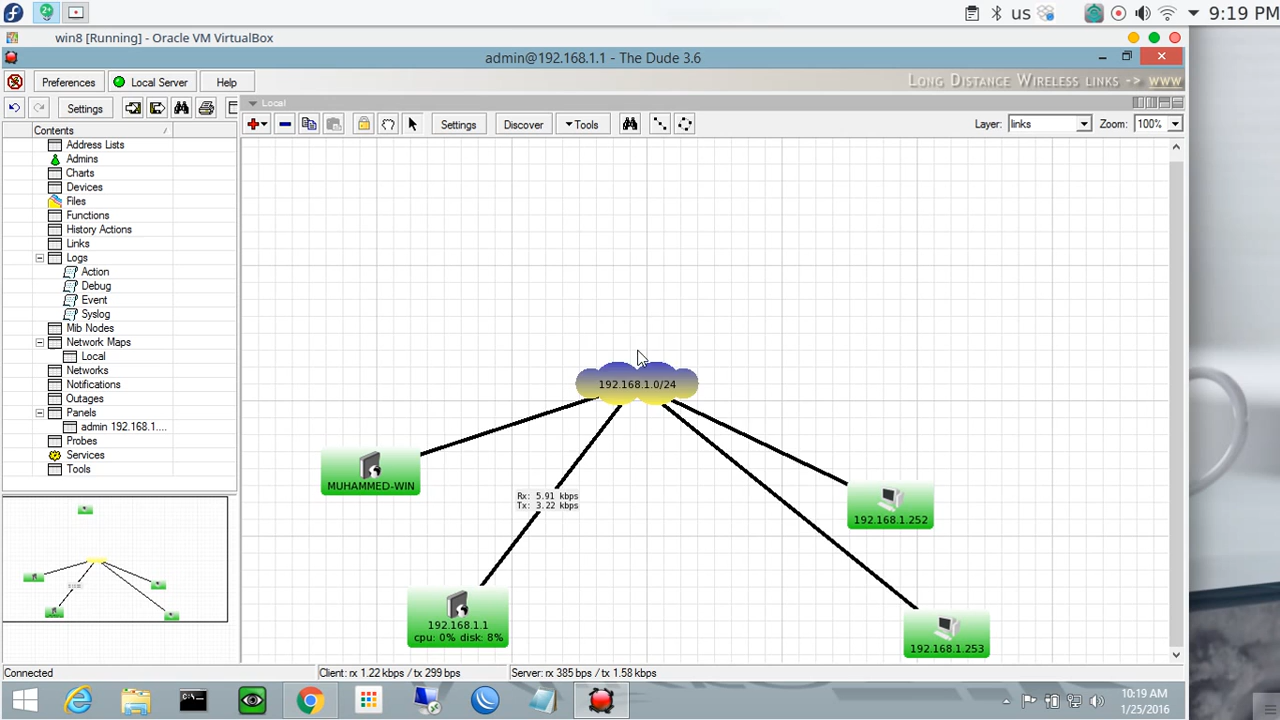 2+
us
9:19 PM
win8 [Running] - Oracle VM VirtualBox
admin@192.168.1.1 - The Dude 3.6
Preferences
Local Server
Help
Long Distance Wireless links -> www
Settings
Local
Contents
Settings
Discover
Tools
Layer:
links
Zoom:
100%
Address Lists
Admins
Charts
Devices
Files
Functions
History Actions
Links
Logs
Action
Debug
Event
Syslog
Mib Nodes
Network Maps
Local
Networks
Notifications
Outages
Panels
admin 192.168.1....
Probes
Services
Tools
192.168.1.0/24
MUHAMMED-WIN
Rx: 5.91 kbps
Tx: 3.22 kbps
192.168.1.252
192.168.1.1
cpu: 0% disk: 8%
192.168.1.253
Connected
Client: rx 1.22 kbps / tx 299 bps
Server: rx 385 bps / tx 1.58 kbps
10:19 AM
1/25/2016